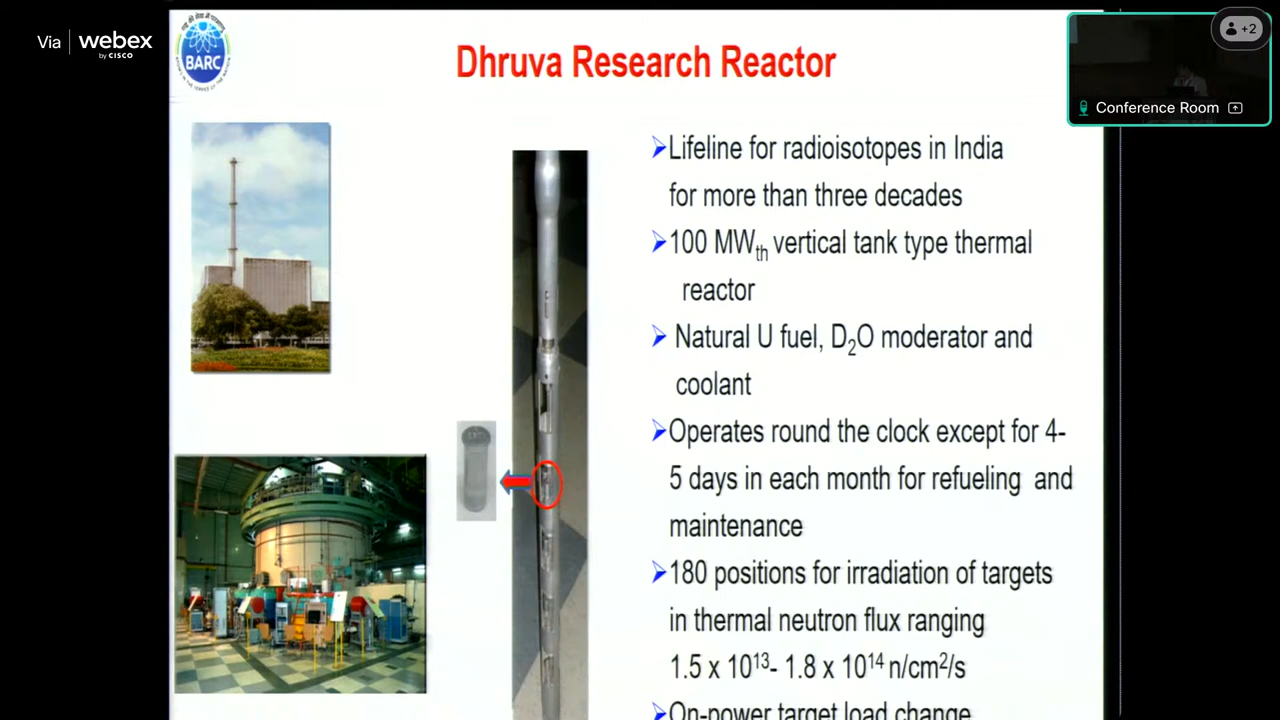 Via webex
by CISCO
BARC
Dhruva Research Reactor
+2
Conference Room
➢Lifeline for radioisotopes in India
for more than three decades
➢100 MWth vertical tank type thermal
reactor
➢ Natural U fuel, D2O moderator and
coolant
➢Operates round the clock except for 4-
5 days in each month for refueling and
maintenance
➢180 positions for irradiation of targets
in thermal neutron flux ranging
1.5 x 10¹³- 1.8 x 10¹⁴ n/cm²/s
➢On-power target load change